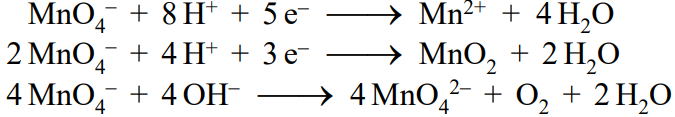 MnO₄⁻ + 8 H⁺ + 5 e⁻ ⟶ Mn²⁺ + 4 H₂O
2 MnO₄⁻ + 4 H⁺ + 3 e⁻ ⟶ MnO₂ + 2 H₂O
4 MnO₄⁻ + 4 OH⁻ ⟶ 4 MnO₄²⁻ + O₂ + 2 H₂O